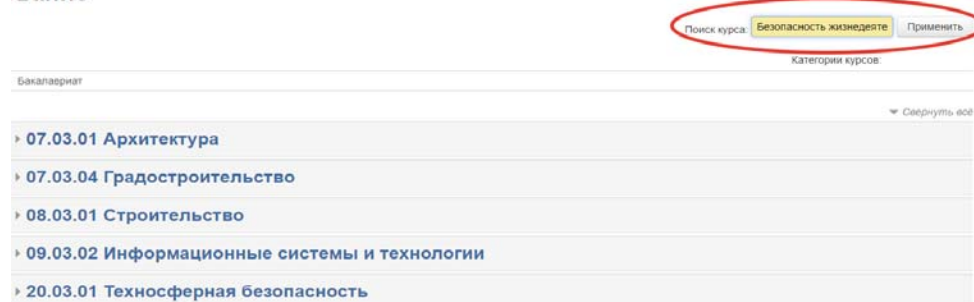 Поиск курса: Безопасность жизнедеяте Применить
Категории курсов:
Бакалавриат
Свернуть всё
07.03.01 Архитектура
07.03.04 Градостроительство
08.03.01 Строительство
09.03.02 Информационные системы и технологии
20.03.01 Техносферная безопасность